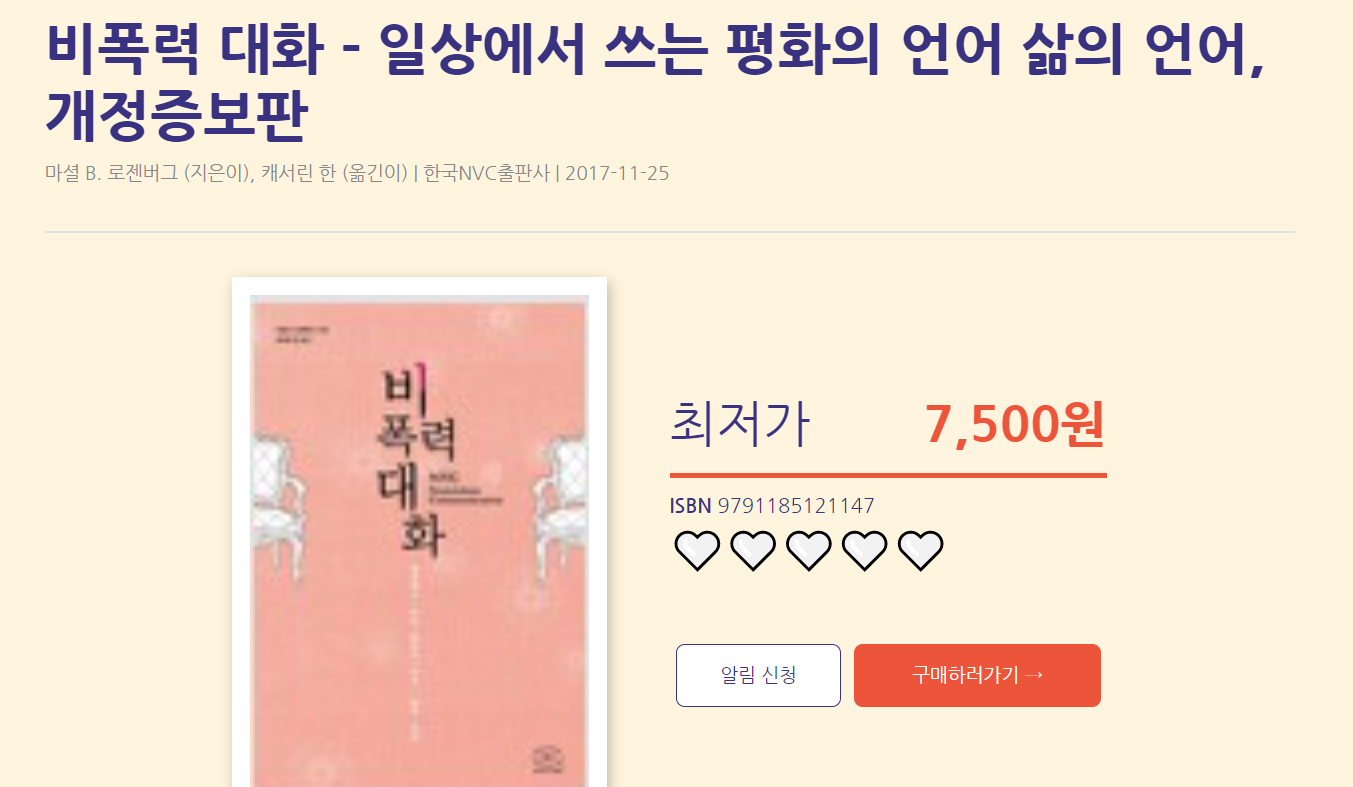 비폭력 대화 - 일상에서 쓰는 평화의 언어 삶의 언어,
개정증보판
마셜 B. 로젠버그 (지은이), 캐서린 한 (옮긴이) | 한국NVC출판사 | 2017-11-25
비
폭력
대
화
최저가 7,500원
ISBN 9791185121147
알림 신청 구매하러가기 →